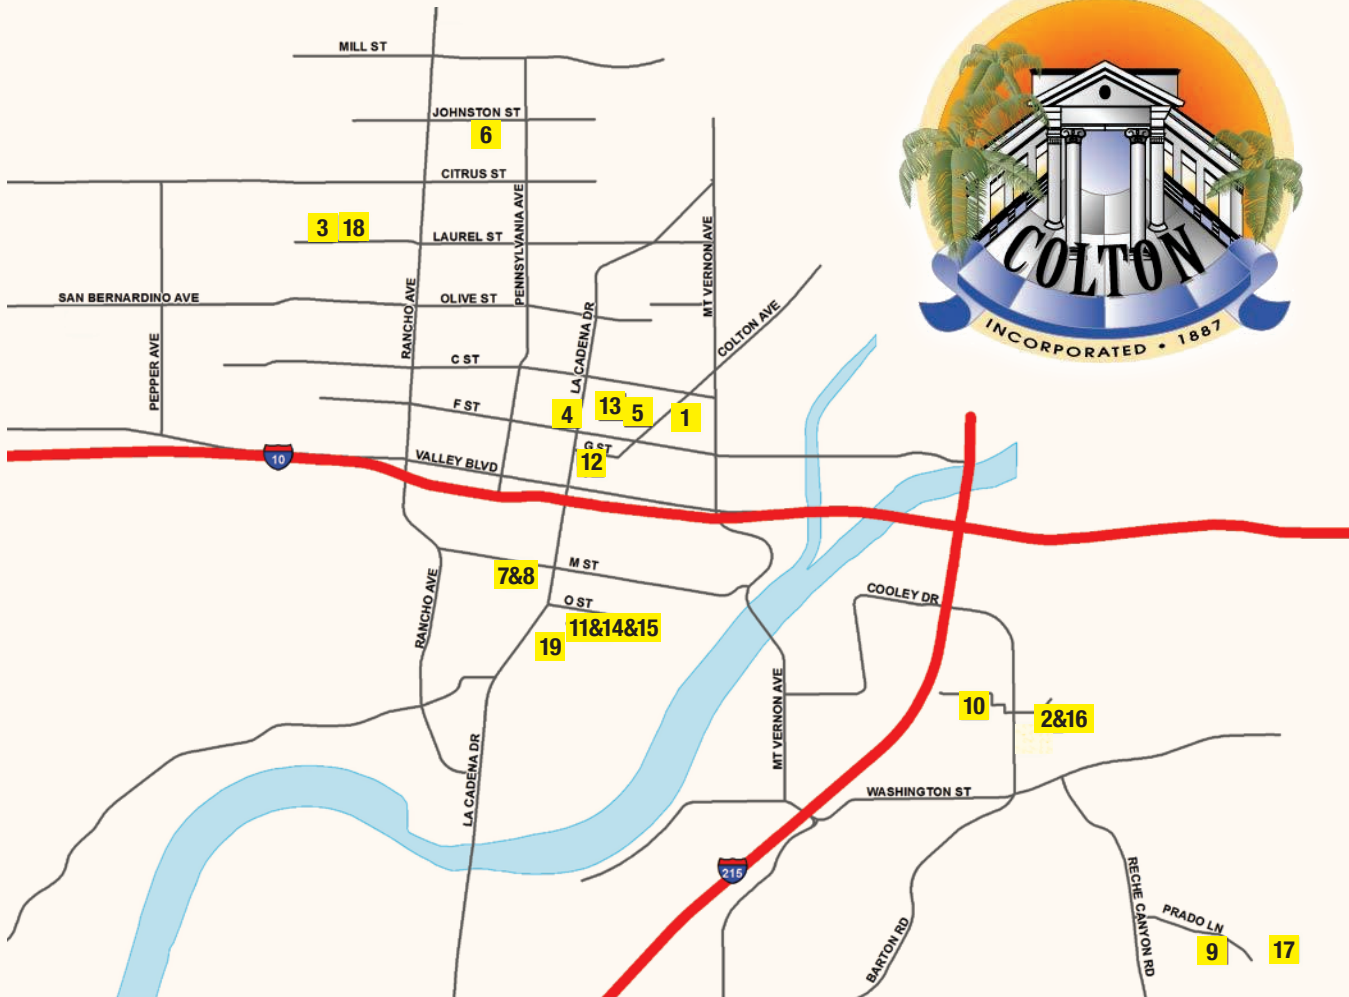 MILL ST
JOHNSTON ST
6
CITRUS ST
PENNSYLVANIA AVE
3 18
LAUREL ST
MT VERNON AVE
COLTON
INCORPORATED • 1887
SAN BERNARDINO AVE
OLIVE ST
RANCHO AVE
LA CADENA DR
COLTON AVE
PEPPER AVE
C ST
F ST
4
13
5
1
G ST
12
10
VALLEY BLVD
M ST
7&8
RANCHO AVE
O ST
11&14&15
19
COOLEY DR
MT VERNON AVE
10
2&16
LA CADENA DR
WASHINGTON ST
215
RECHE CANYON RD
PRADO LN
BARTON RD
9
17